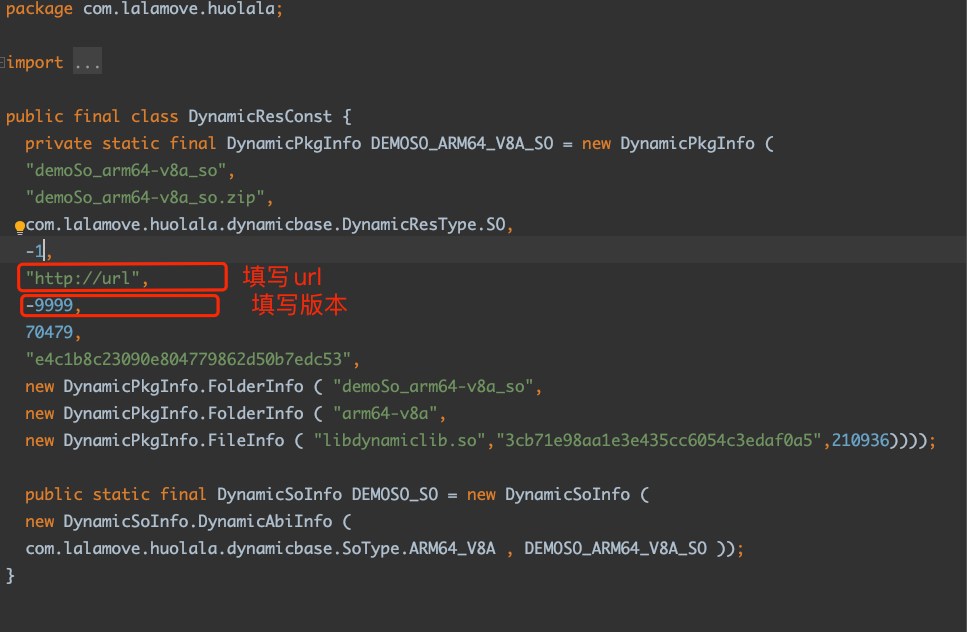 package com.lalamove.huolala;
import ...
public final class DynamicResConst {
private static final DynamicPkgInfo DEMOSO_ARM64_V8A_SO = new DynamicPkgInfo (
"demoSo_arm64-v8a_so",
"demoSo_arm64-v8a_so.zip",
com.lalamove.huolala.dynamicbase.DynamicResType.SO,
-1,
"http://url", 填写url
-9999, 填写版本
70479,
"e4c1b8c23090e804779862d50b7edc53",
new DynamicPkgInfo.FolderInfo ( "demoSo_arm64-v8a_so",
new DynamicPkgInfo.FolderInfo ( "arm64-v8a",
new DynamicPkgInfo.FileInfo ( "libdynamiclib.so","3cb71e98aa1e3e435cc6054c3edaf0a5",210936))));
public static final DynamicSoInfo DEMOSO_SO = new DynamicSoInfo (
new DynamicSoInfo.DynamicAbiInfo (
com.lalamove.huolala.dynamicbase.SoType.ARM64_V8A , DEMOSO_ARM64_V8A_SO ));
}